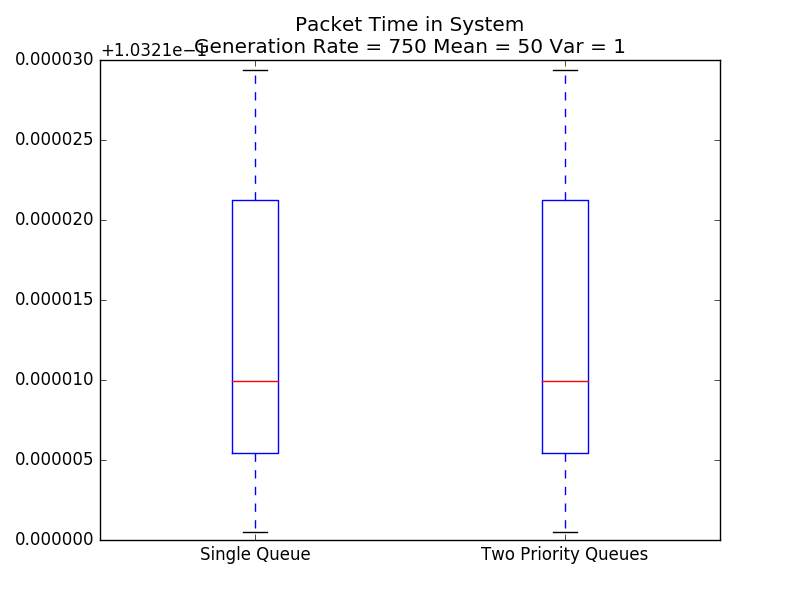 Packet Time in System
Generation Rate = 750 Mean = 50 Var = 1
+1.0321e−1
0.000030
0.000025
0.000020
0.000015
0.000010
0.000005
0.000000
Single Queue
Two Priority Queues